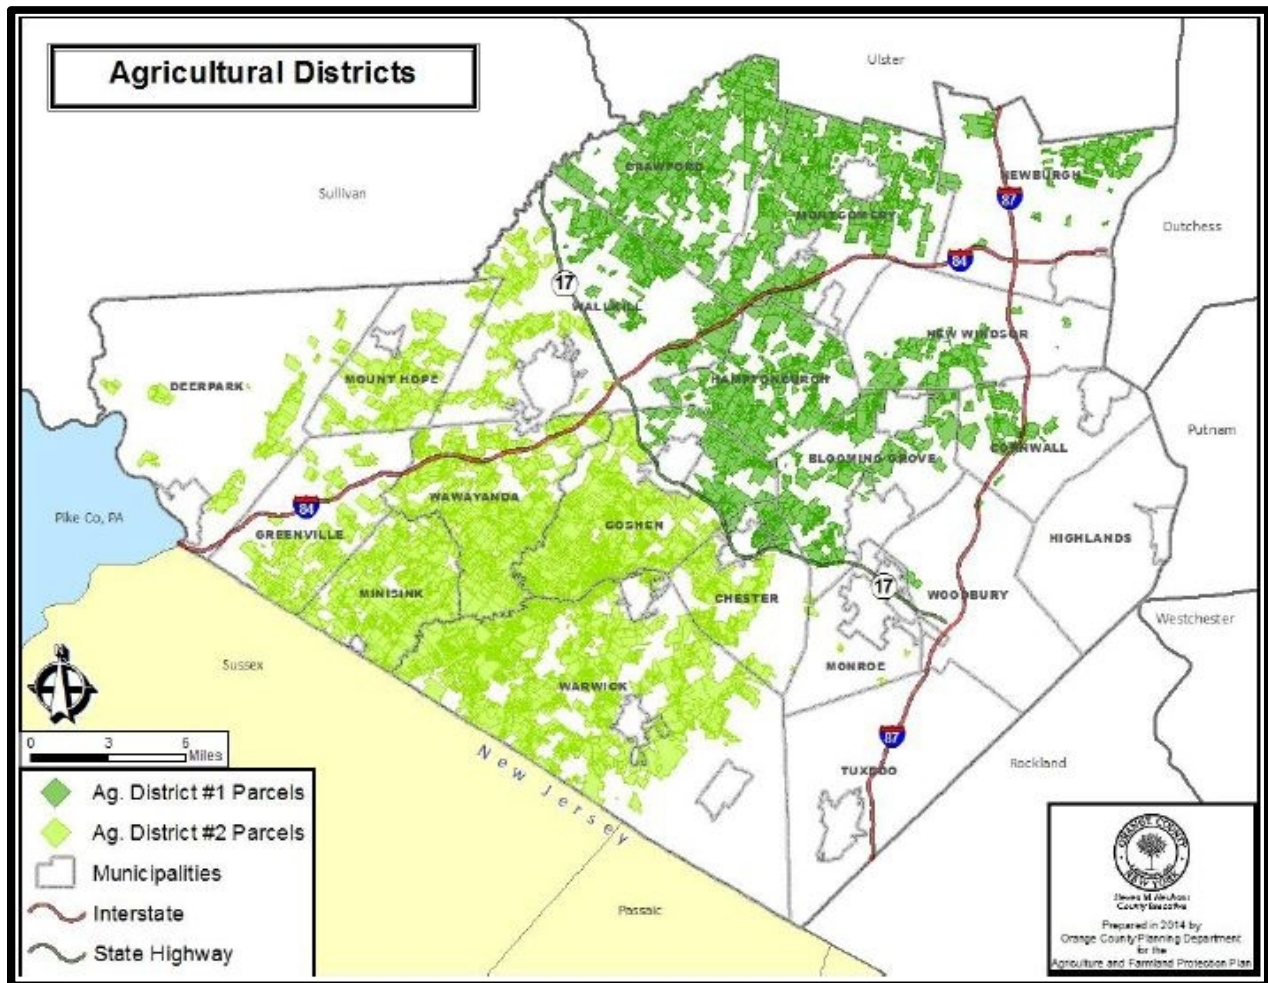 Agricultural Districts
Ulster
CRAWFORD
NEWBURGH
87
Sullivan
MONTGOMERY
Dutchess
84
17
WALLKILL
NEW WINDSOR
DEERPARK
MOUNT HOPE
HAMPTONBURGH
Putnam
CORNWALL
BLOOMING GROVE
WAWAYANDA
84
Pike Co, PA
GOSHEN
GREENVILLE
HIGHLANDS
17
MINISINK
CHESTER
WOODBURY
Westchester
Sussex
MONROE
WARWICK
N
0 3 6
Miles
87
New Jersey
Rockland
TUXEDO
Ag. District #1 Parcels
Ag. District #2 Parcels
Municipalities
Interstate
State Highway
Passaic
ORANGE COUNTY
NEW YORK
Steven M. Neuhaus
County Executive
Prepared in 2014 by
Orange County Planning Department
for the
Agriculture and Farmland Protection Plan